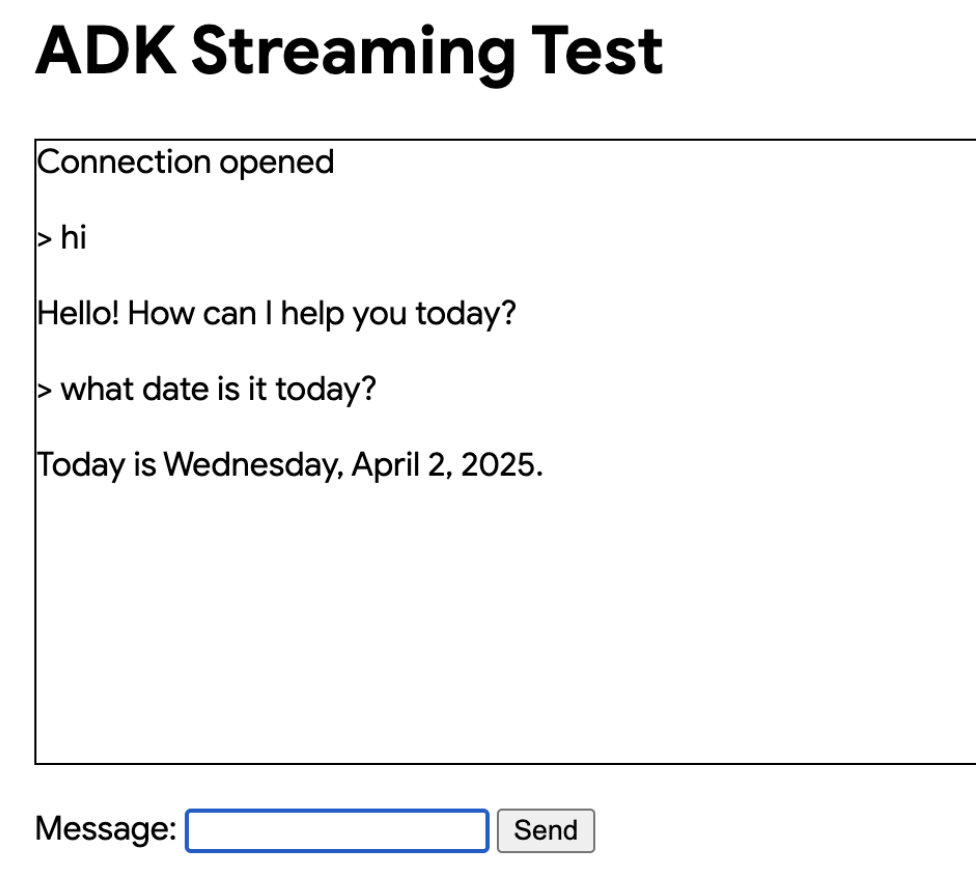 ADK Streaming Test
Connection opened
> hi
Hello! How can I help you today?
> what date is it today?
Today is Wednesday, April 2, 2025.
Message:
Send